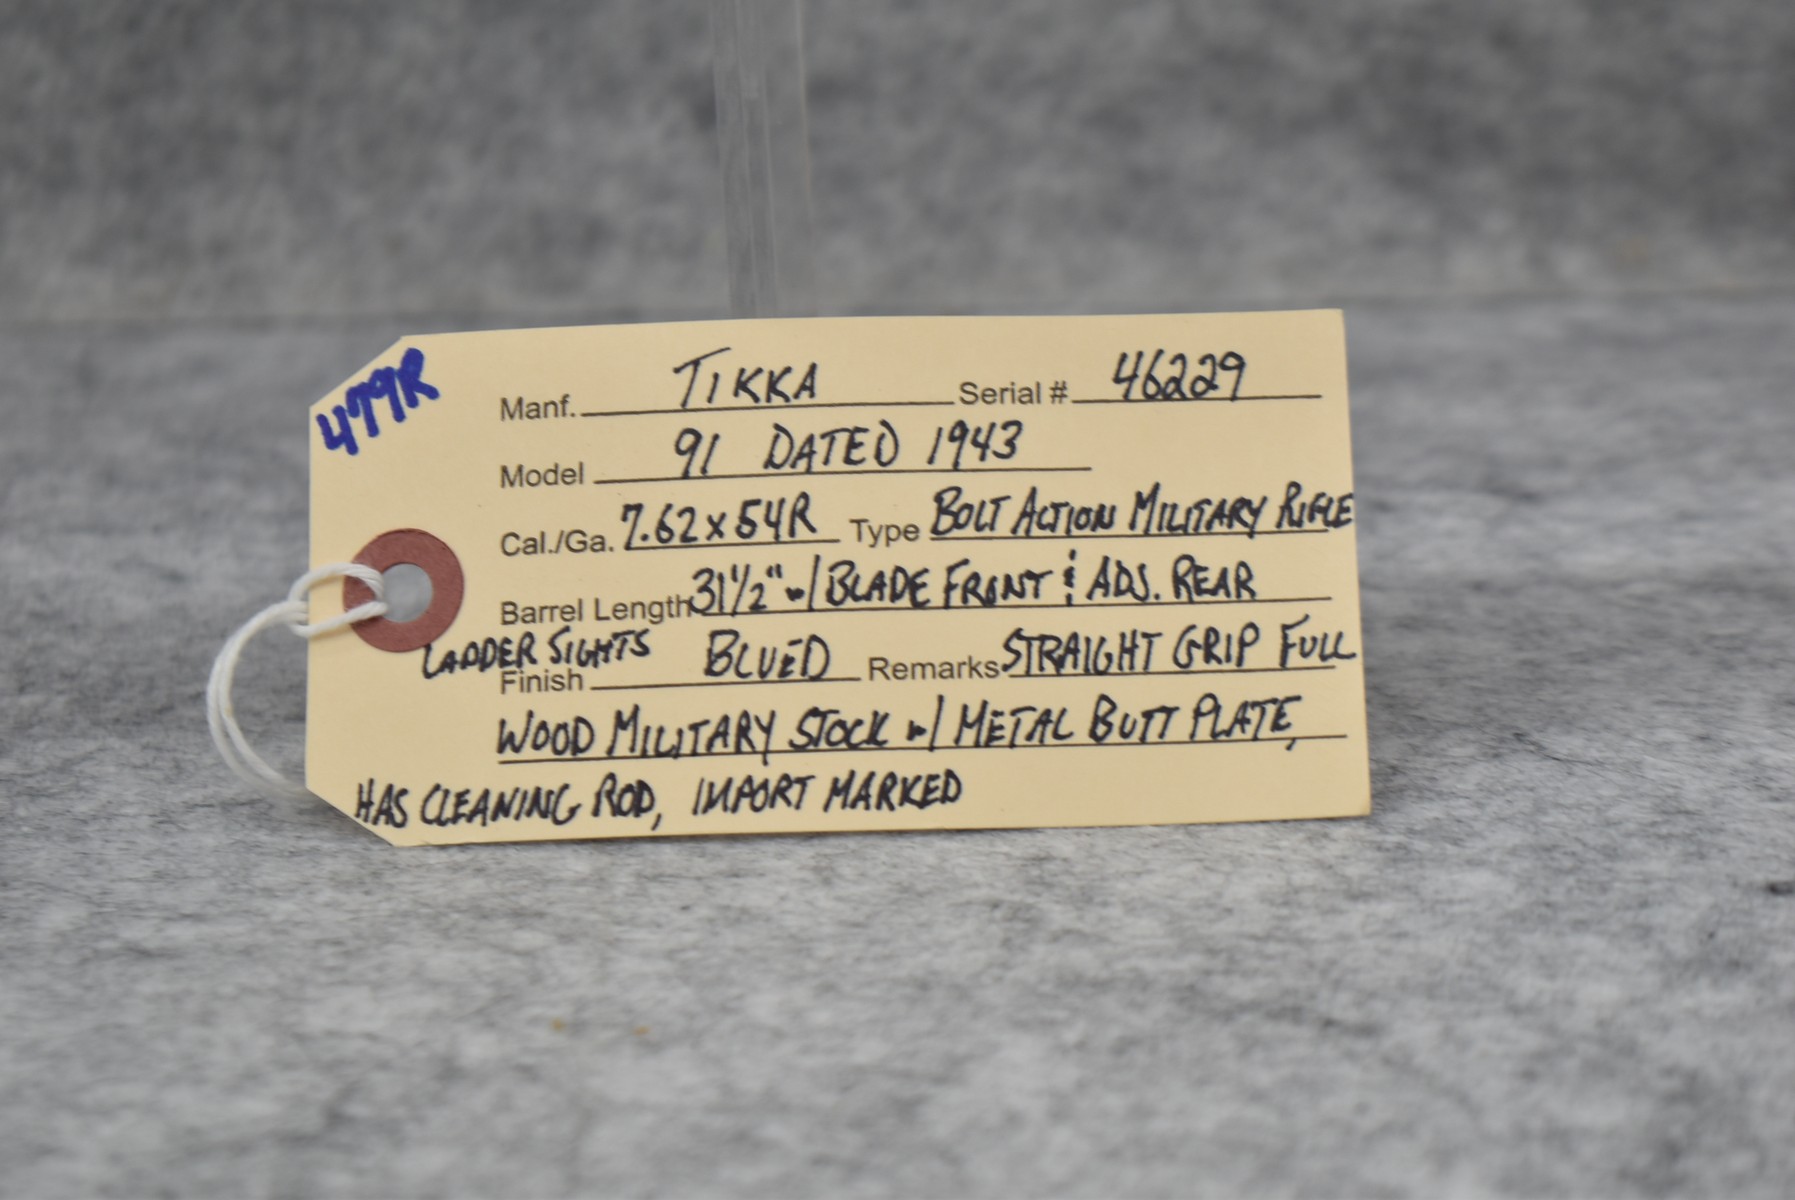 479R
Manf. TIKKA Serial # 46229
Model 91 DATED 1943
Cal./Ga. 7.62x54R Type BOLT ACTION MILITARY RIFLE
Barrel Length 31 1/2" w/ BLADE FRONT & ADJ. REAR
LADDER SIGHTS
Finish BLUED Remarks STRAIGHT GRIP FULL
WOOD MILITARY STOCK w/ METAL BUTT PLATE,
HAS CLEANING ROD, IMPORT MARKED